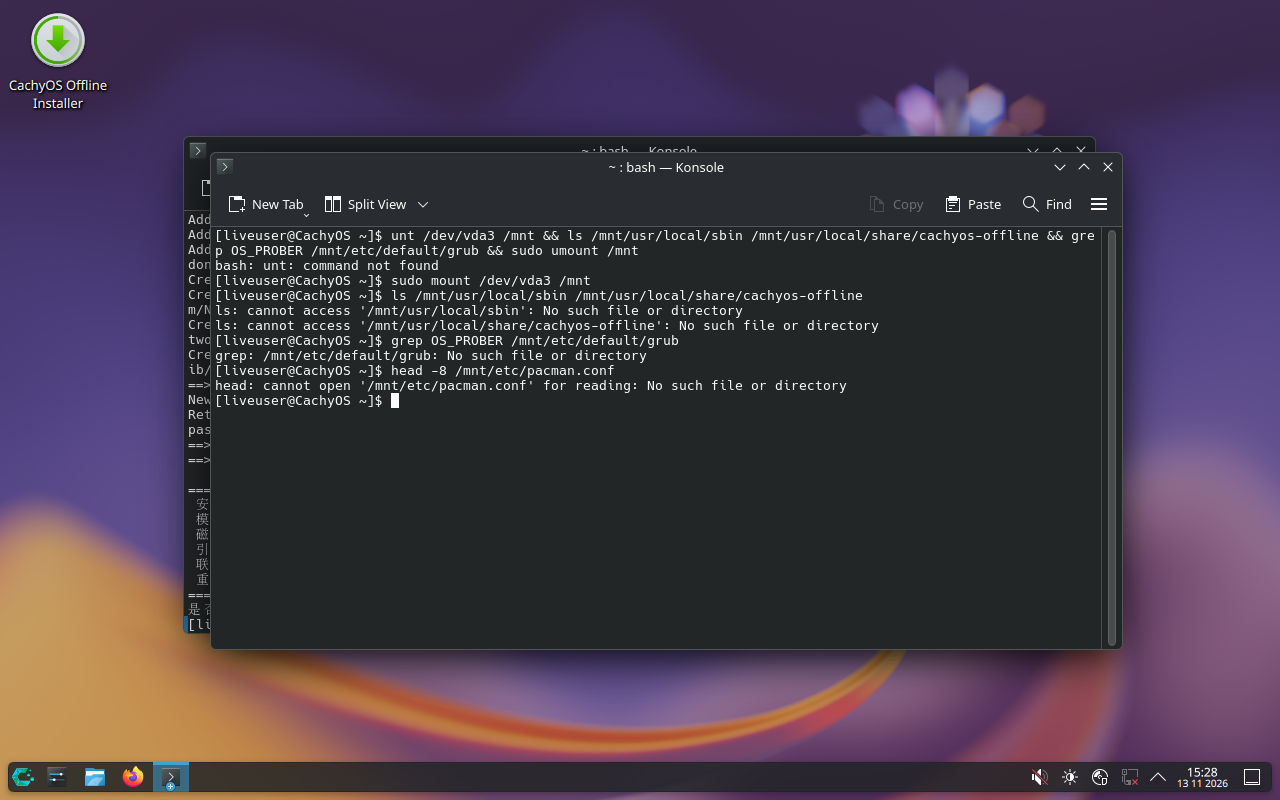 CachyOS Offline
Installer
~ : bash — Konsole
~ : bash — Konsole
New Tab
Split View
Copy
Paste
Find
Add
Add
Add
don
Cre
Cre
m/N
Cre
two
Cre
ib/
==>
New
Ret
pas
==>
==>
===
安
模
磁
引
联
重
===
是否
[li
[liveuser@CachyOS ~]$ unt /dev/vda3 /mnt && ls /mnt/usr/local/sbin /mnt/usr/local/share/cachyos-offline && gre
p OS_PROBER /mnt/etc/default/grub && sudo umount /mnt
bash: unt: command not found
[liveuser@CachyOS ~]$ sudo mount /dev/vda3 /mnt
[liveuser@CachyOS ~]$ ls /mnt/usr/local/sbin /mnt/usr/local/share/cachyos-offline
ls: cannot access '/mnt/usr/local/sbin': No such file or directory
ls: cannot access '/mnt/usr/local/share/cachyos-offline': No such file or directory
[liveuser@CachyOS ~]$ grep OS_PROBER /mnt/etc/default/grub
grep: /mnt/etc/default/grub: No such file or directory
[liveuser@CachyOS ~]$ head -8 /mnt/etc/pacman.conf
head: cannot open '/mnt/etc/pacman.conf' for reading: No such file or directory
[liveuser@CachyOS ~]$
15:28
13 11 2026